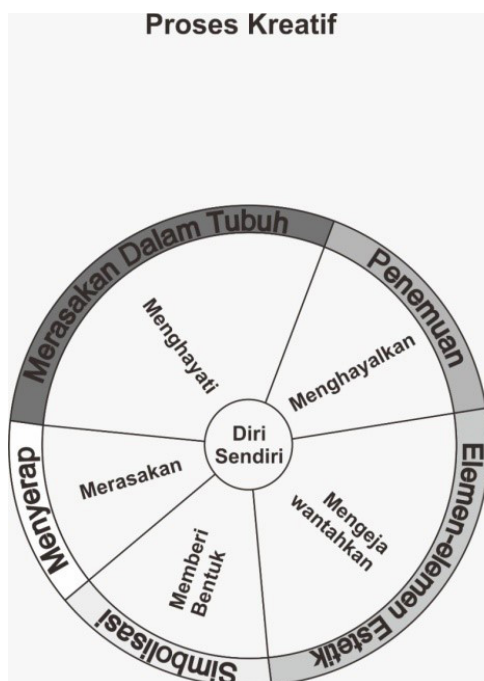 Proses Kreatif
Merasakan Dalam Tubuh
Penemuan
Menghayati
Menghayalkan
Diri
Sendiri
Menyerap
Merasakan
Mengeja
wantahkan
Elemen-elemen Estetik
Memberi
Bentuk
Simbolisasi